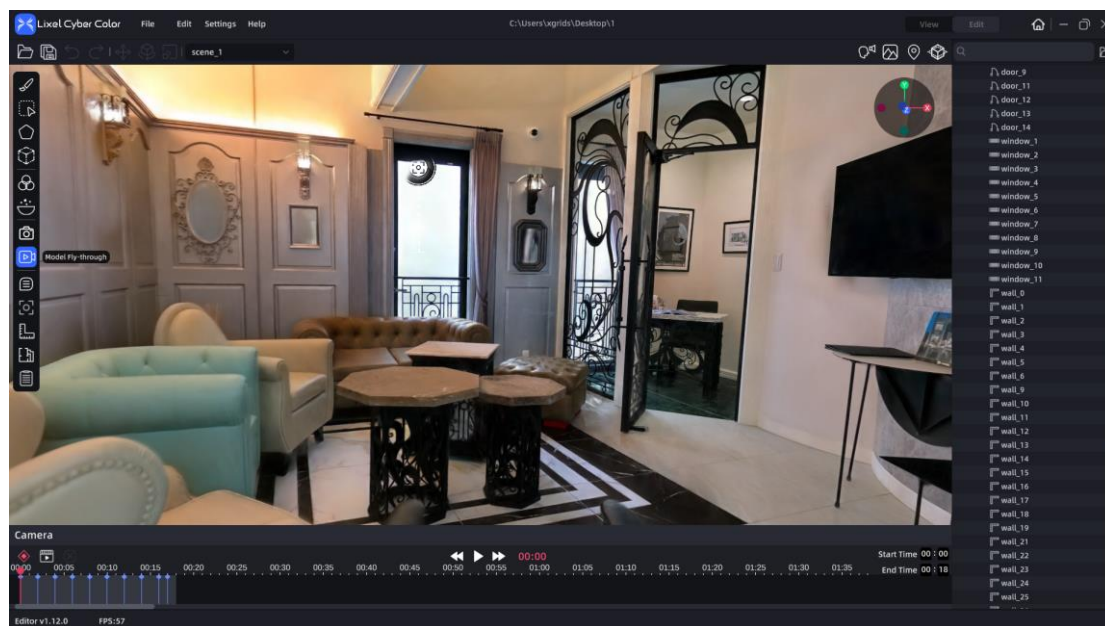 Lixel Cyber Color File Edit Settings Help C:\Users\xgrids\Desktop\1 View Edit
scene_1
Y
X
Z
Model Fly-through
door_9
door_11
door_12
door_13
door_14
window_1
window_2
window_3
window_4
window_5
window_6
window_7
window_8
window_9
window_10
window_11
wall_0
wall_1
wall_2
wall_3
wall_4
wall_5
wall_6
wall_9
wall_10
wall_11
wall_12
wall_13
wall_14
wall_15
wall_16
wall_17
wall_18
wall_19
wall_21
wall_22
wall_23
wall_24
wall_25
Camera
00:00
Start Time 00 : 00
00:00 00:05 00:10 00:15 00:20 00:25 00:30 00:35 00:40 00:45 00:50 00:55 01:00 01:05 01:10 01:15 01:20 01:25 01:30 01:35
End Time 00 : 18
Editor v1.12.0 FPS:57